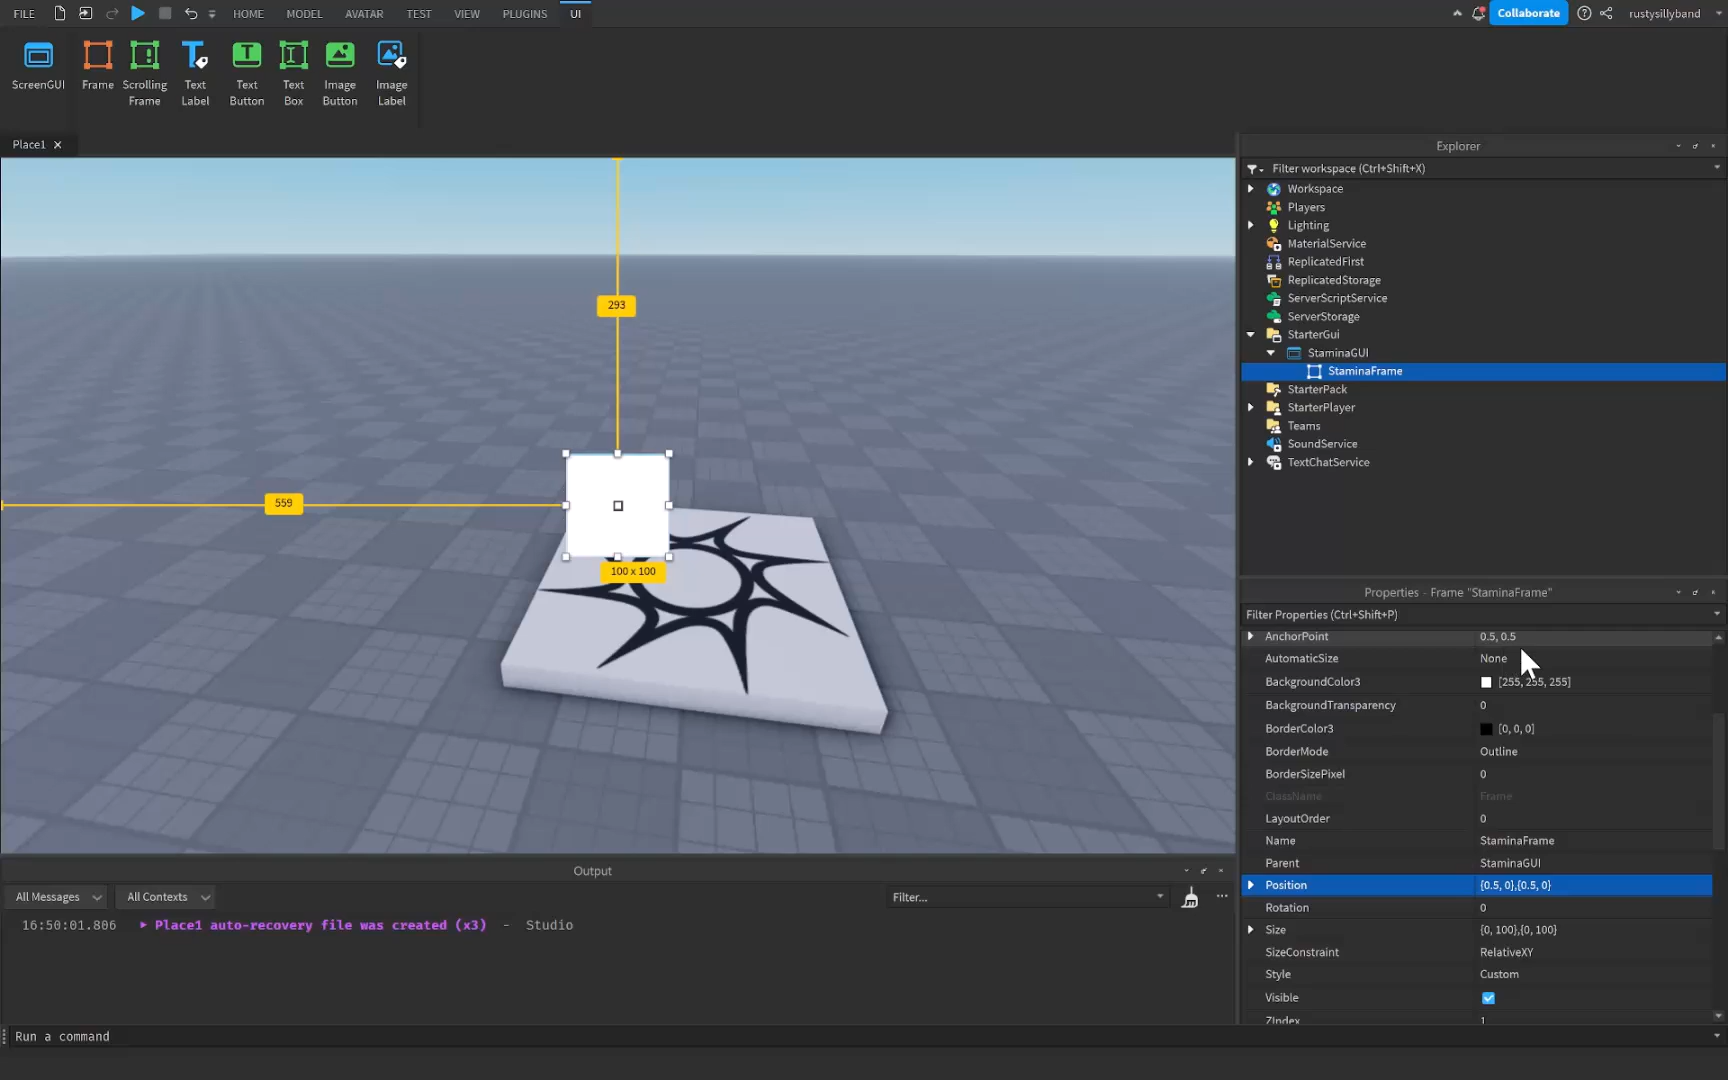 FILE
HOME
MODEL
AVATAR
TEST
VIEW
PLUGINS
UI
Collaborate
rustysillyband
ScreenGUI
Frame
Scrolling
Frame
Text
Label
Text
Button
Text
Box
Image
Button
Image
Label
Place1
293
559
100 x 100
Explorer
Filter workspace (Ctrl+Shift+X)
Workspace
Players
Lighting
MaterialService
ReplicatedFirst
ReplicatedStorage
ServerScriptService
ServerStorage
StarterGui
StaminaGUI
StaminaFrame
StarterPack
StarterPlayer
Teams
SoundService
TextChatService
Properties - Frame "StaminaFrame"
Filter Properties (Ctrl+Shift+P)
AnchorPoint 0.5, 0.5
AutomaticSize None
BackgroundColor3 [255, 255, 255]
BackgroundTransparency 0
BorderColor3 [0, 0, 0]
BorderMode Outline
BorderSizePixel 0
ClassName Frame
LayoutOrder 0
Name StaminaFrame
Parent StaminaGUI
Position {0.5, 0},{0.5, 0}
Rotation 0
Size {0, 100},{0, 100}
SizeConstraint RelativeXY
Style Custom
Visible
ZIndex 1
Output
All Messages
All Contexts
Filter...
16:50:01.806 Place1 auto-recovery file was created (x3) - Studio
Run a command